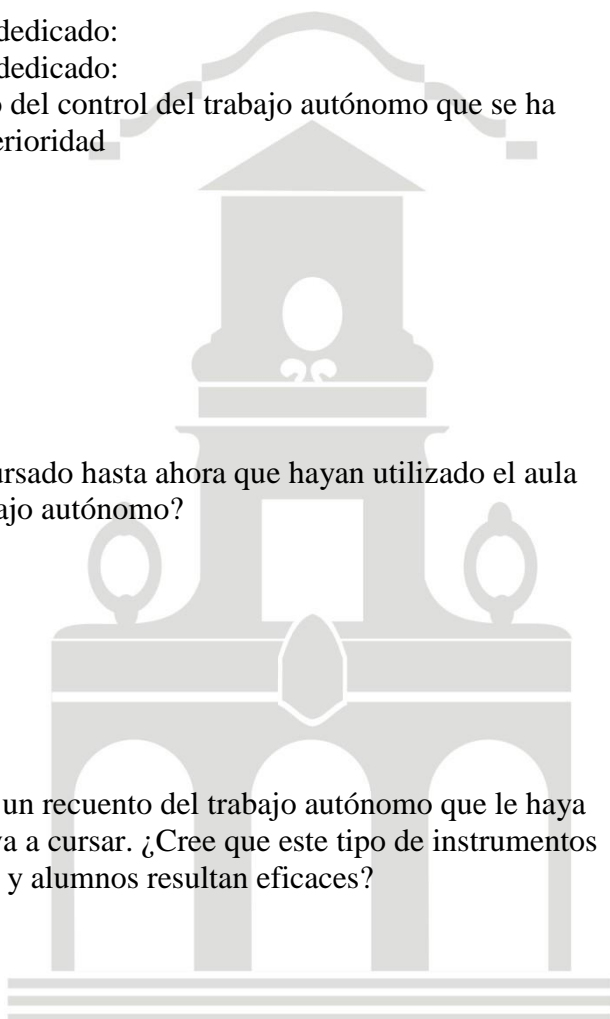 dedicado:
dedicado:
del control del trabajo autónomo que se ha
erioridad
ursado hasta ahora que hayan utilizado el aula
ajo autónomo?
un recuento del trabajo autónomo que le haya
va a cursar. ¿Cree que este tipo de instrumentos
y alumnos resultan eficaces?